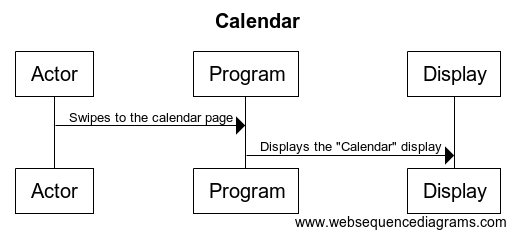 Calendar
Actor Program Display
Swipes to the calendar page
Displays the "Calendar" display
Actor Program Display
www.websequencediagrams.com